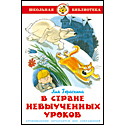 ШКОЛЬНАЯ
БИБЛИОТЕКА
Лия Гераскина
В СТРАНЕ
НЕВЫУЧЕННЫХ
УРОКОВ